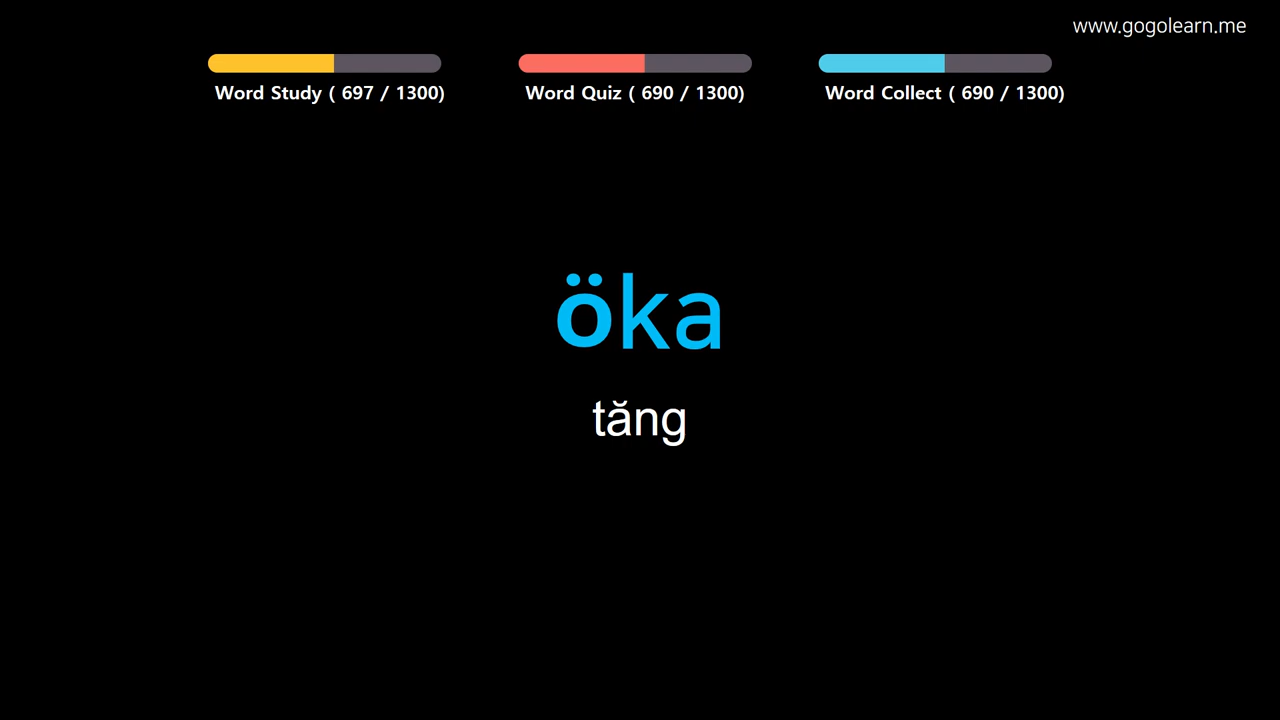 www.gogolearn.me
Word Study ( 697 / 1300)
Word Quiz ( 690 / 1300)
Word Collect ( 690 / 1300)
öka
tăng